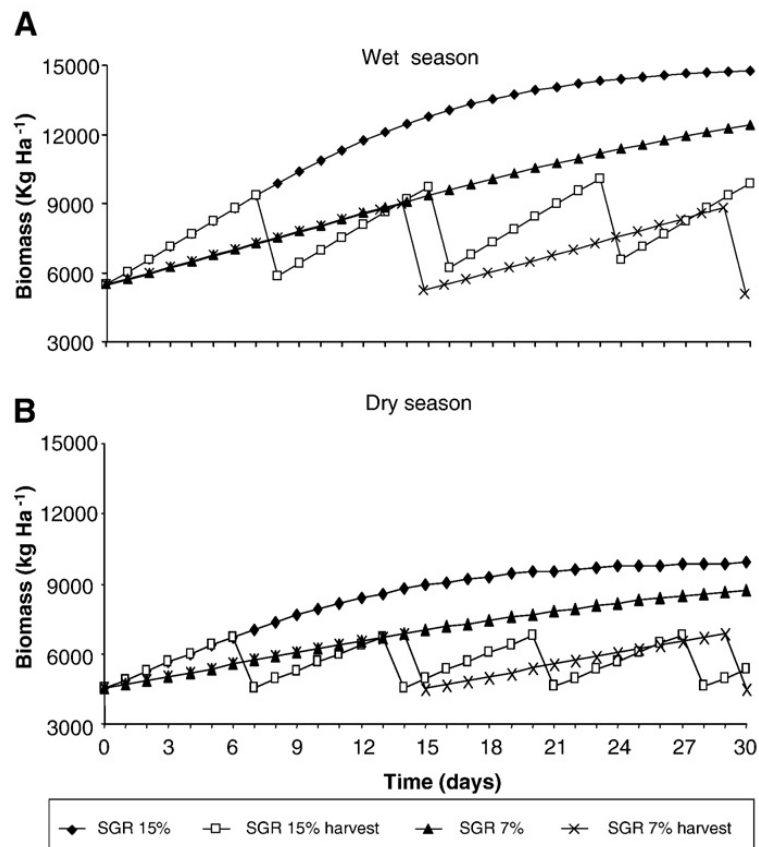 A
Wet season
15000
12000
9000
6000
3000
Biomass (Kg Ha⁻¹)
B
Dry season
15000
12000
9000
6000
3000
Biomass (kg Ha⁻¹)
0 3 6 9 12 15 18 21 24 27 30
Time (days)
SGR 15% SGR 15% harvest SGR 7% SGR 7% harvest